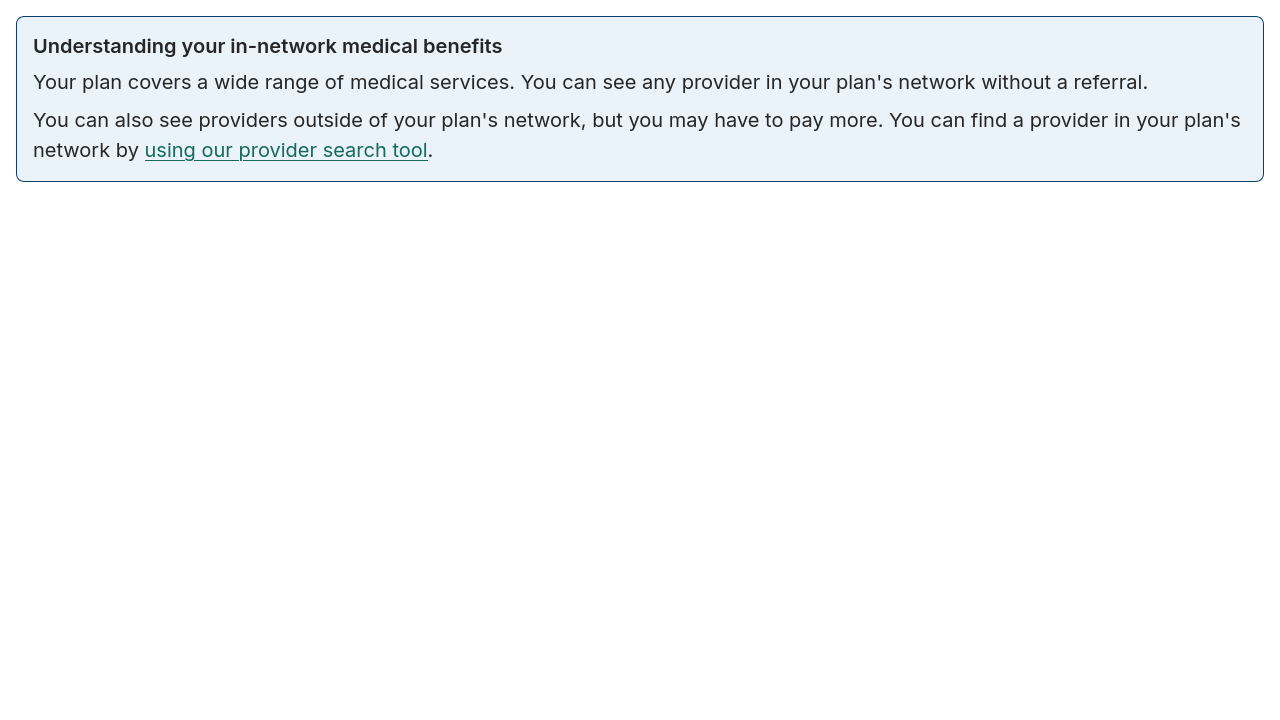 Understanding your in-network medical benefits
Your plan covers a wide range of medical services. You can see any provider in your plan's network without a referral.
You can also see providers outside of your plan's network, but you may have to pay more. You can find a provider in your plan's
network by using our provider search tool.